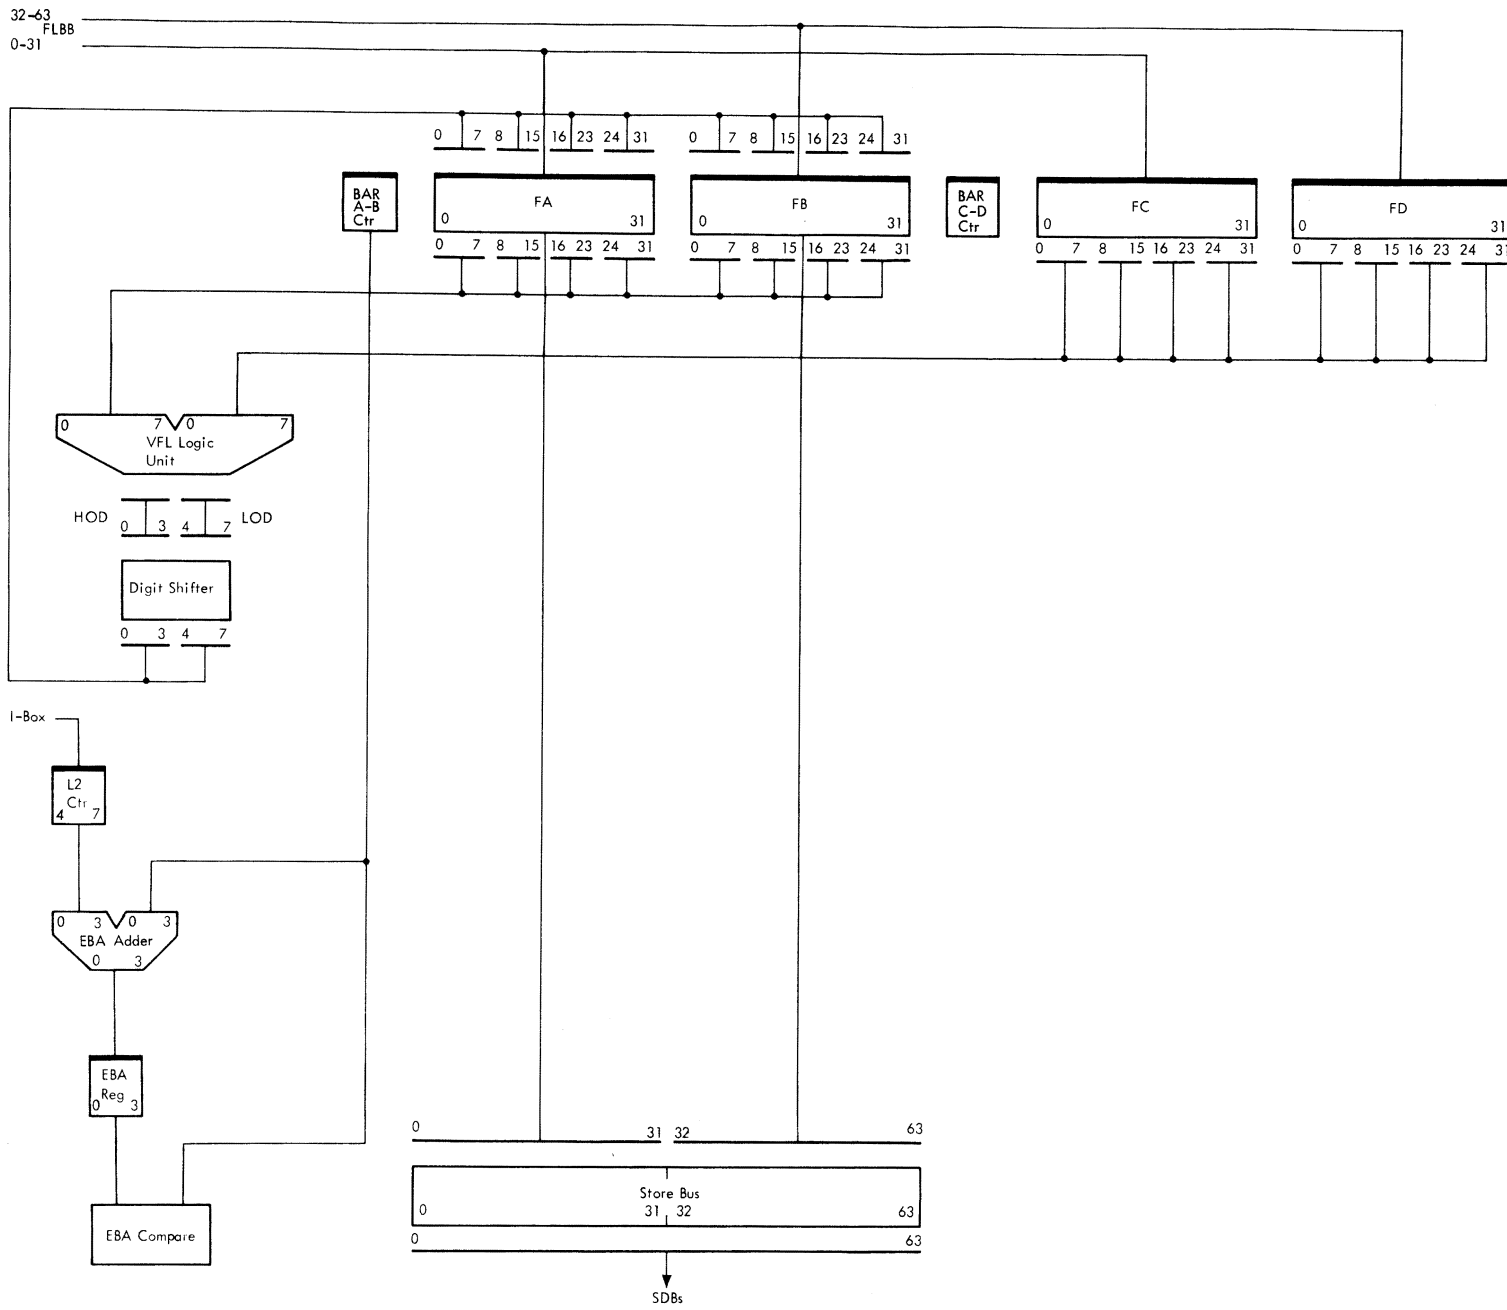 32-63
FLBB
0-31
0 7 8 15 16 23 24 31 0 7 8 15 16 23 24 31
BAR
A-B
Ctr
FA
0 31
FB
0 31
BAR
C-D
Ctr
FC
0 31
FD
0 31
0 7 8 15 16 23 24 31 0 7 8 15 16 23 24 31 0 7 8 15 16 23 24 31 0 7 8 15 16 23 24 31
0 7 0 7
VFL Logic
Unit
HOD 0 3 4 7 LOD
Digit Shifter
0 3 4 7
I-Box
L2
Ctr
4 7
0 3 0 3
EBA Adder
0 3
EBA
Reg
0 3
EBA Compare
0 31 32 63
Store Bus
0 31 32 63
0 63
SDBs